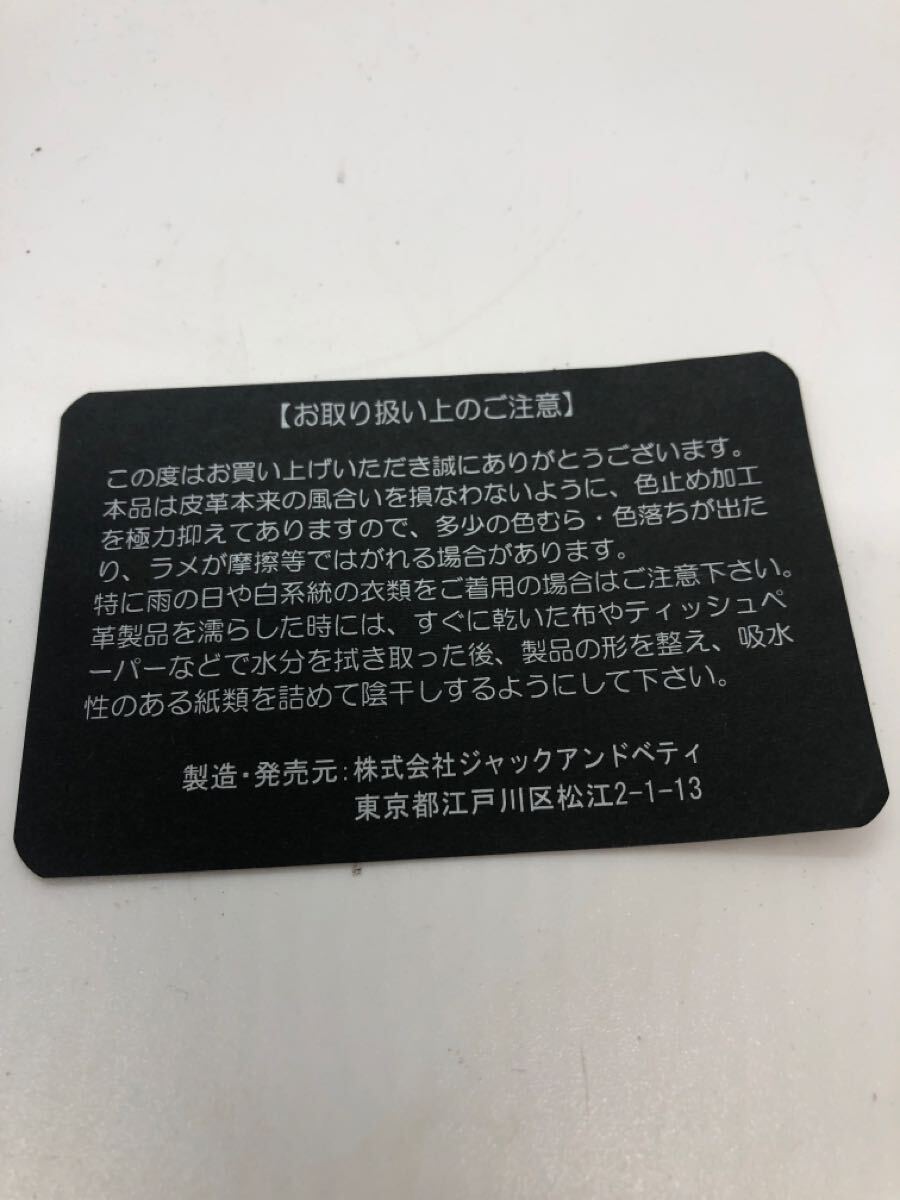 【お取り扱い上のご注意】
この度はお買い上げいただき誠にありがとうございます。
本品は皮革本来の風合いを損なわないように、色止め加工
を極力抑えてありますので、多少の色むら・色落ちが出た
り、ラメが摩擦等ではがれる場合があります。
特に雨の日や白系統の衣類をご着用の場合はご注意下さい。
革製品を濡らした時には、すぐに乾いた布やティッシュペ
ーパーなどで水分を拭き取った後、製品の形を整え、吸水
性のある紙類を詰めて陰干しするようにして下さい。
製造・発売元:株式会社ジャックアンドベティ
東京都江戸川区松江2-1-13